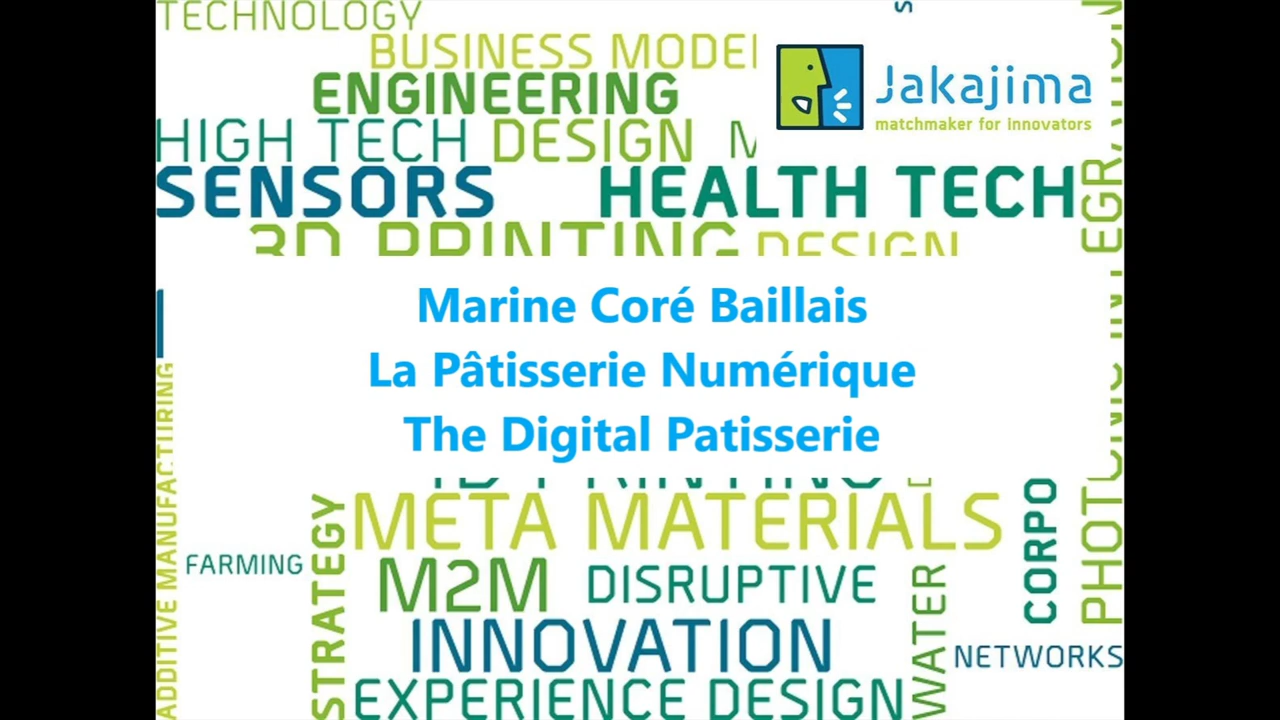 TECHNOLOGY
BUSINESS MODEL
ENGINEERING
HIGH TECH DESIGN
SENSORS HEALTH TECH
3D PRINTING DESIGN
Jakajima
matchmaker for innovators
Marine Coré Baillais
La Pâtisserie Numérique
The Digital Patisserie
ADDITIVE MANUFACTURING
FARMING
STRATEGY
META MATERIALS
M2M DISRUPTIVE
INNOVATION
EXPERIENCE DESIGN
WATER
CORPO
NETWORKS